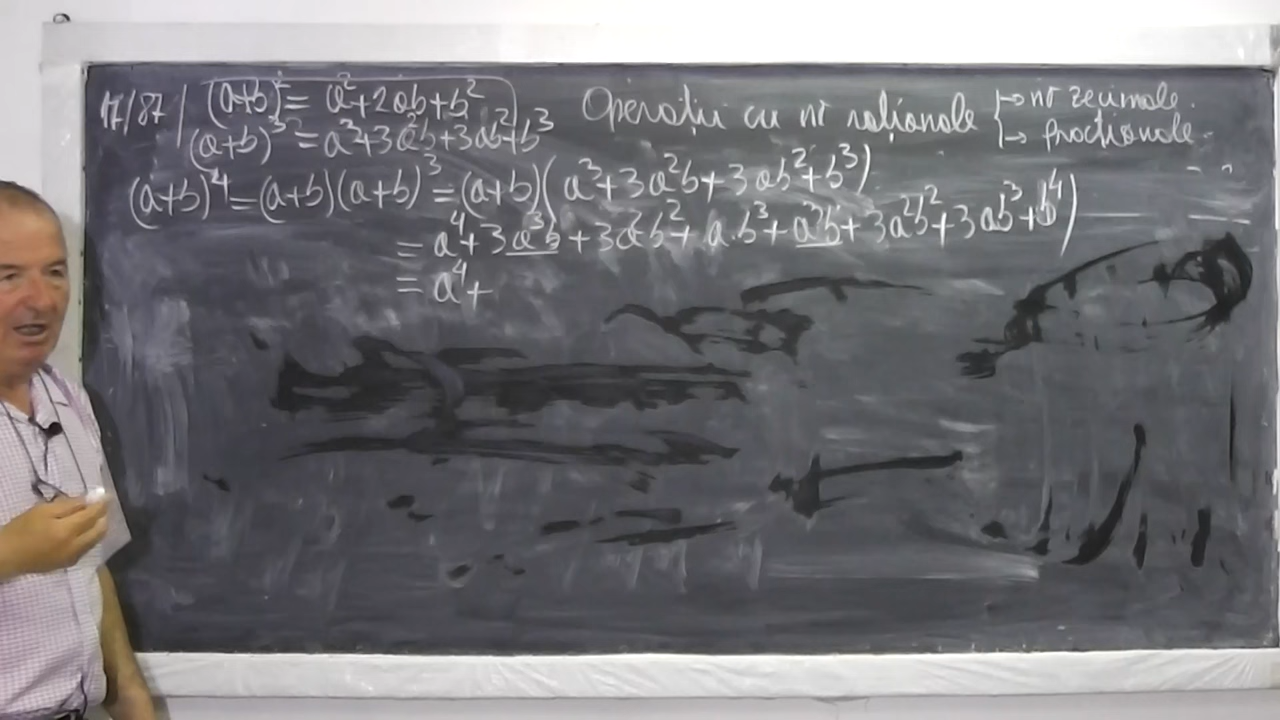 17/87 | (a+b)² = a²+2ab+b²
(a+b)³ = a³+3a²b+3ab²+b³
Operații cu nr raționale
→ nr zecimale.
→ fracționale.
(a+b)⁴ = (a+b)(a+b)³ = (a+b)(a³+3a²b+3ab²+b³)
= a⁴+3a³b+3a²b²+a·b³+a³b+3a²b²+3ab³+b⁴)
= a⁴+